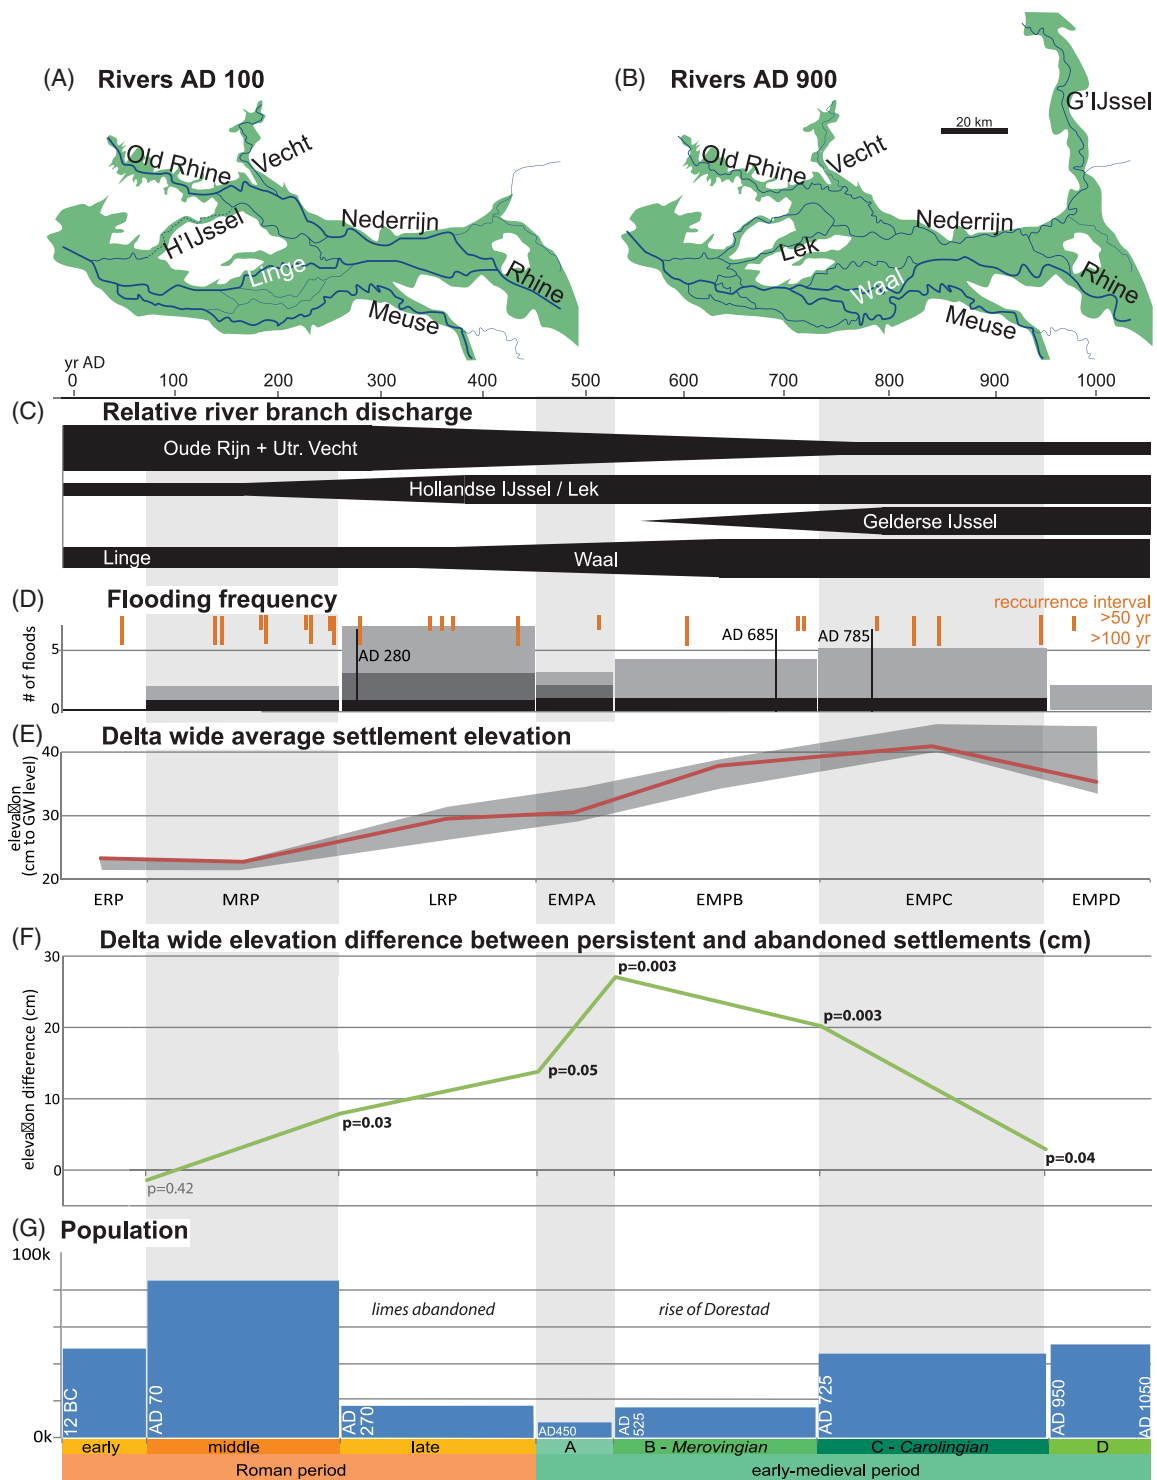 (A) Rivers AD 100
Old Rhine
Vecht
H'IJssel
Nederrijn
Linge
Rhine
Meuse
(B) Rivers AD 900
G'IJssel
20 km
Old Rhine
Vecht
Nederrijn
Lek
Waal
Rhine
Meuse
yr AD
0 100 200 300 400 500 600 700 800 900 1000
(C) Relative river branch discharge
Oude Rijn + Utr. Vecht
Hollandse IJssel / Lek
Gelderse IJssel
Linge Waal
(D) Flooding frequency
reccurrence interval
>50 yr
>100 yr
# of floods
5
0
AD 280
AD 685
AD 785
(E) Delta wide average settlement elevation
(cm to GW level)
40
30
20
ERP MRP LRP EMPA EMPB EMPC EMPD
(F) Delta wide elevation difference between persistent and abandoned settlements (cm)
difference (cm)
30
20
10
0
p=0.42
p=0.03
p=0.05
p=0.003
p=0.003
p=0.04
(G) Population
100k
0k
limes abandoned
rise of Dorestad
12 BC
AD 70
AD
270
AD450
AD
525
AD 725
AD 950
AD 1050
early middle late A B - Merovingian C - Carolingian D
Roman period early-medieval period